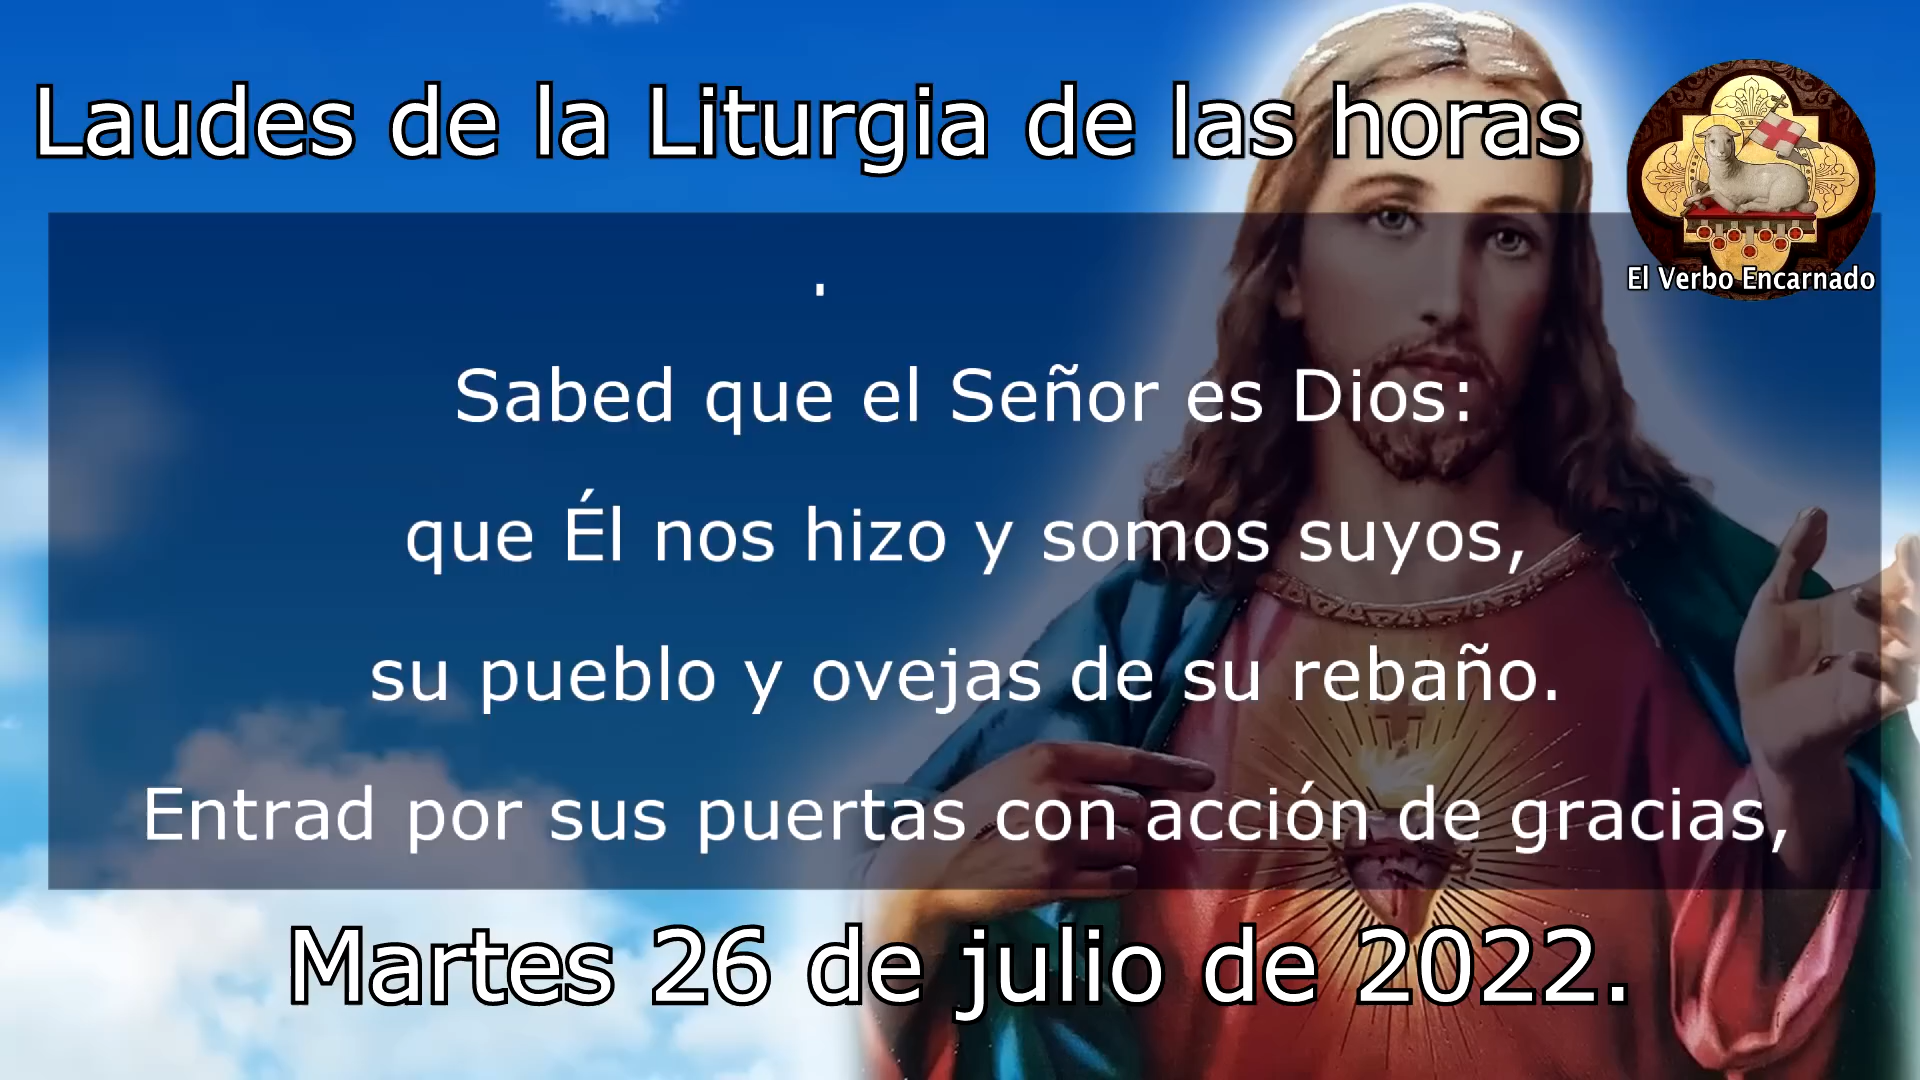 Laudes de la Liturgia de las horas
El Verbo Encarnado
Sabed que el Señor es Dios:
que Él nos hizo y somos suyos,
su pueblo y ovejas de su rebaño.
Entrad por sus puertas con acción de gracias,
Martes 26 de julio de 2022.